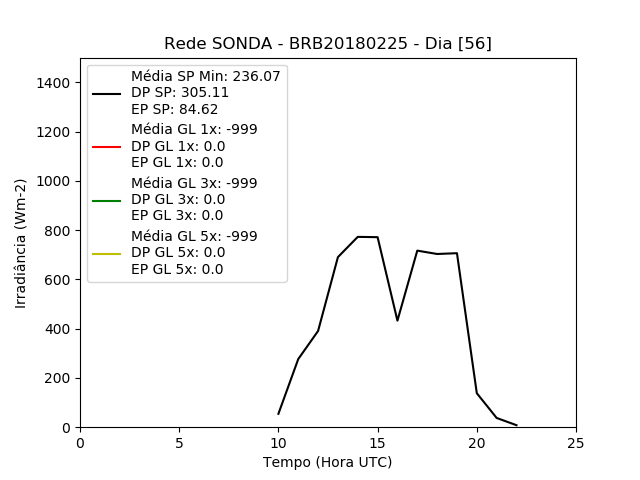 Rede SONDA - BRB20180225 - Dia [56]
Média SP Min: 236.07
DP SP: 305.11
EP SP: 84.62
Média GL 1x: -999
DP GL 1x: 0.0
EP GL 1x: 0.0
Média GL 3x: -999
DP GL 3x: 0.0
EP GL 3x: 0.0
Média GL 5x: -999
DP GL 5x: 0.0
EP GL 5x: 0.0
1400
1200
1000
800
600
400
200
0
Irradiância (Wm-2)
0 5 10 15 20 25
Tempo (Hora UTC)